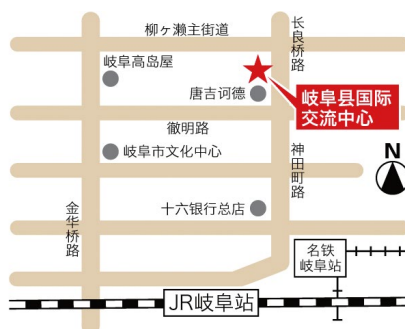 柳ヶ瀬主街道
长良桥路
岐阜高岛屋
唐吉诃德
岐阜县国际
交流中心
徹明路
岐阜市文化中心
神田町路
N
金华桥路
十六银行总店
名铁
岐阜站
JR岐阜站